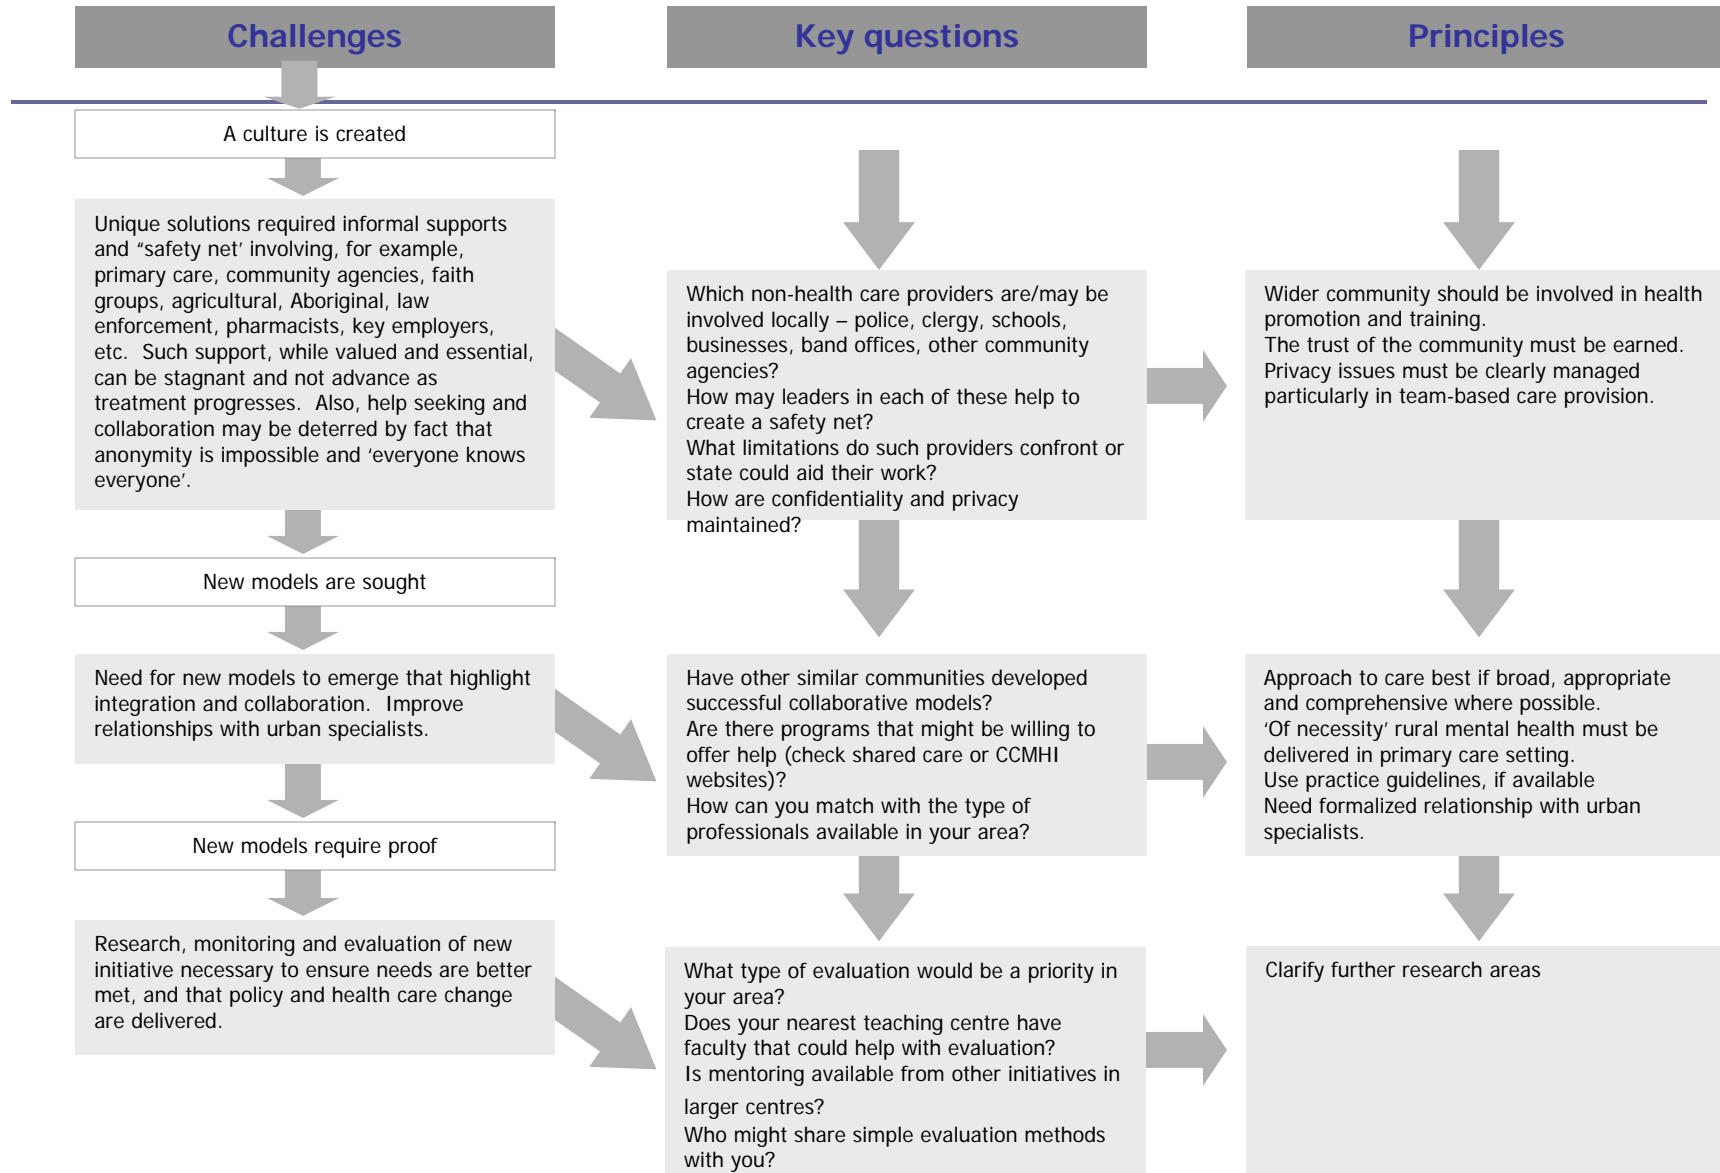 Challenges
Key questions
Principles
A culture is created
Unique solutions required informal supports
and “safety net’ involving, for example,
primary care, community agencies, faith
groups, agricultural, Aboriginal, law
enforcement, pharmacists, key employers,
etc. Such support, while valued and essential,
can be stagnant and not advance as
treatment progresses. Also, help seeking and
collaboration may be deterred by fact that
anonymity is impossible and ‘everyone knows
everyone’.
Which non-health care providers are/may be
involved locally – police, clergy, schools,
businesses, band offices, other community
agencies?
How may leaders in each of these help to
create a safety net?
What limitations do such providers confront or
state could aid their work?
How are confidentiality and privacy
maintained?
Wider community should be involved in health
promotion and training.
The trust of the community must be earned.
Privacy issues must be clearly managed
particularly in team-based care provision.
New models are sought
Need for new models to emerge that highlight
integration and collaboration. Improve
relationships with urban specialists.
Have other similar communities developed
successful collaborative models?
Are there programs that might be willing to
offer help (check shared care or CCMHI
websites)?
How can you match with the type of
professionals available in your area?
Approach to care best if broad, appropriate
and comprehensive where possible.
‘Of necessity’ rural mental health must be
delivered in primary care setting.
Use practice guidelines, if available
Need formalized relationship with urban
specialists.
New models require proof
Research, monitoring and evaluation of new
initiative necessary to ensure needs are better
met, and that policy and health care change
are delivered.
What type of evaluation would be a priority in
your area?
Does your nearest teaching centre have
faculty that could help with evaluation?
Is mentoring available from other initiatives in
larger centres?
Who might share simple evaluation methods
with you?
Clarify further research areas